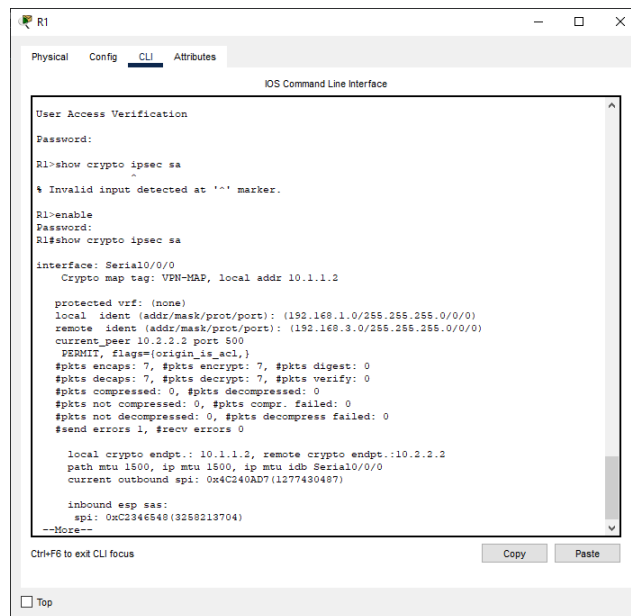 R1
Physical Config CLI Attributes
IOS Command Line Interface
User Access Verification
Password:
R1>show crypto ipsec sa
^
% Invalid input detected at '^' marker.
R1>enable
Password:
R1#show crypto ipsec sa
interface: Serial0/0/0
Crypto map tag: VPN-MAP, local addr 10.1.1.2
protected vrf: (none)
local ident (addr/mask/prot/port): (192.168.1.0/255.255.255.0/0/0)
remote ident (addr/mask/prot/port): (192.168.3.0/255.255.255.0/0/0)
current_peer 10.2.2.2 port 500
PERMIT, flags={origin_is_acl,}
#pkts encaps: 7, #pkts encrypt: 7, #pkts digest: 0
#pkts decaps: 7, #pkts decrypt: 7, #pkts verify: 0
#pkts compressed: 0, #pkts decompressed: 0
#pkts not compressed: 0, #pkts compr. failed: 0
#pkts not decompressed: 0, #pkts decompress failed: 0
#send errors 1, #recv errors 0
local crypto endpt.: 10.1.1.2, remote crypto endpt.:10.2.2.2
path mtu 1500, ip mtu 1500, ip mtu idb Serial0/0/0
current outbound spi: 0x4C240AD7(1277430487)
inbound esp sas:
spi: 0xC2346548(3258213704)
--More--
Ctrl+F6 to exit CLI focus
Copy Paste
Top